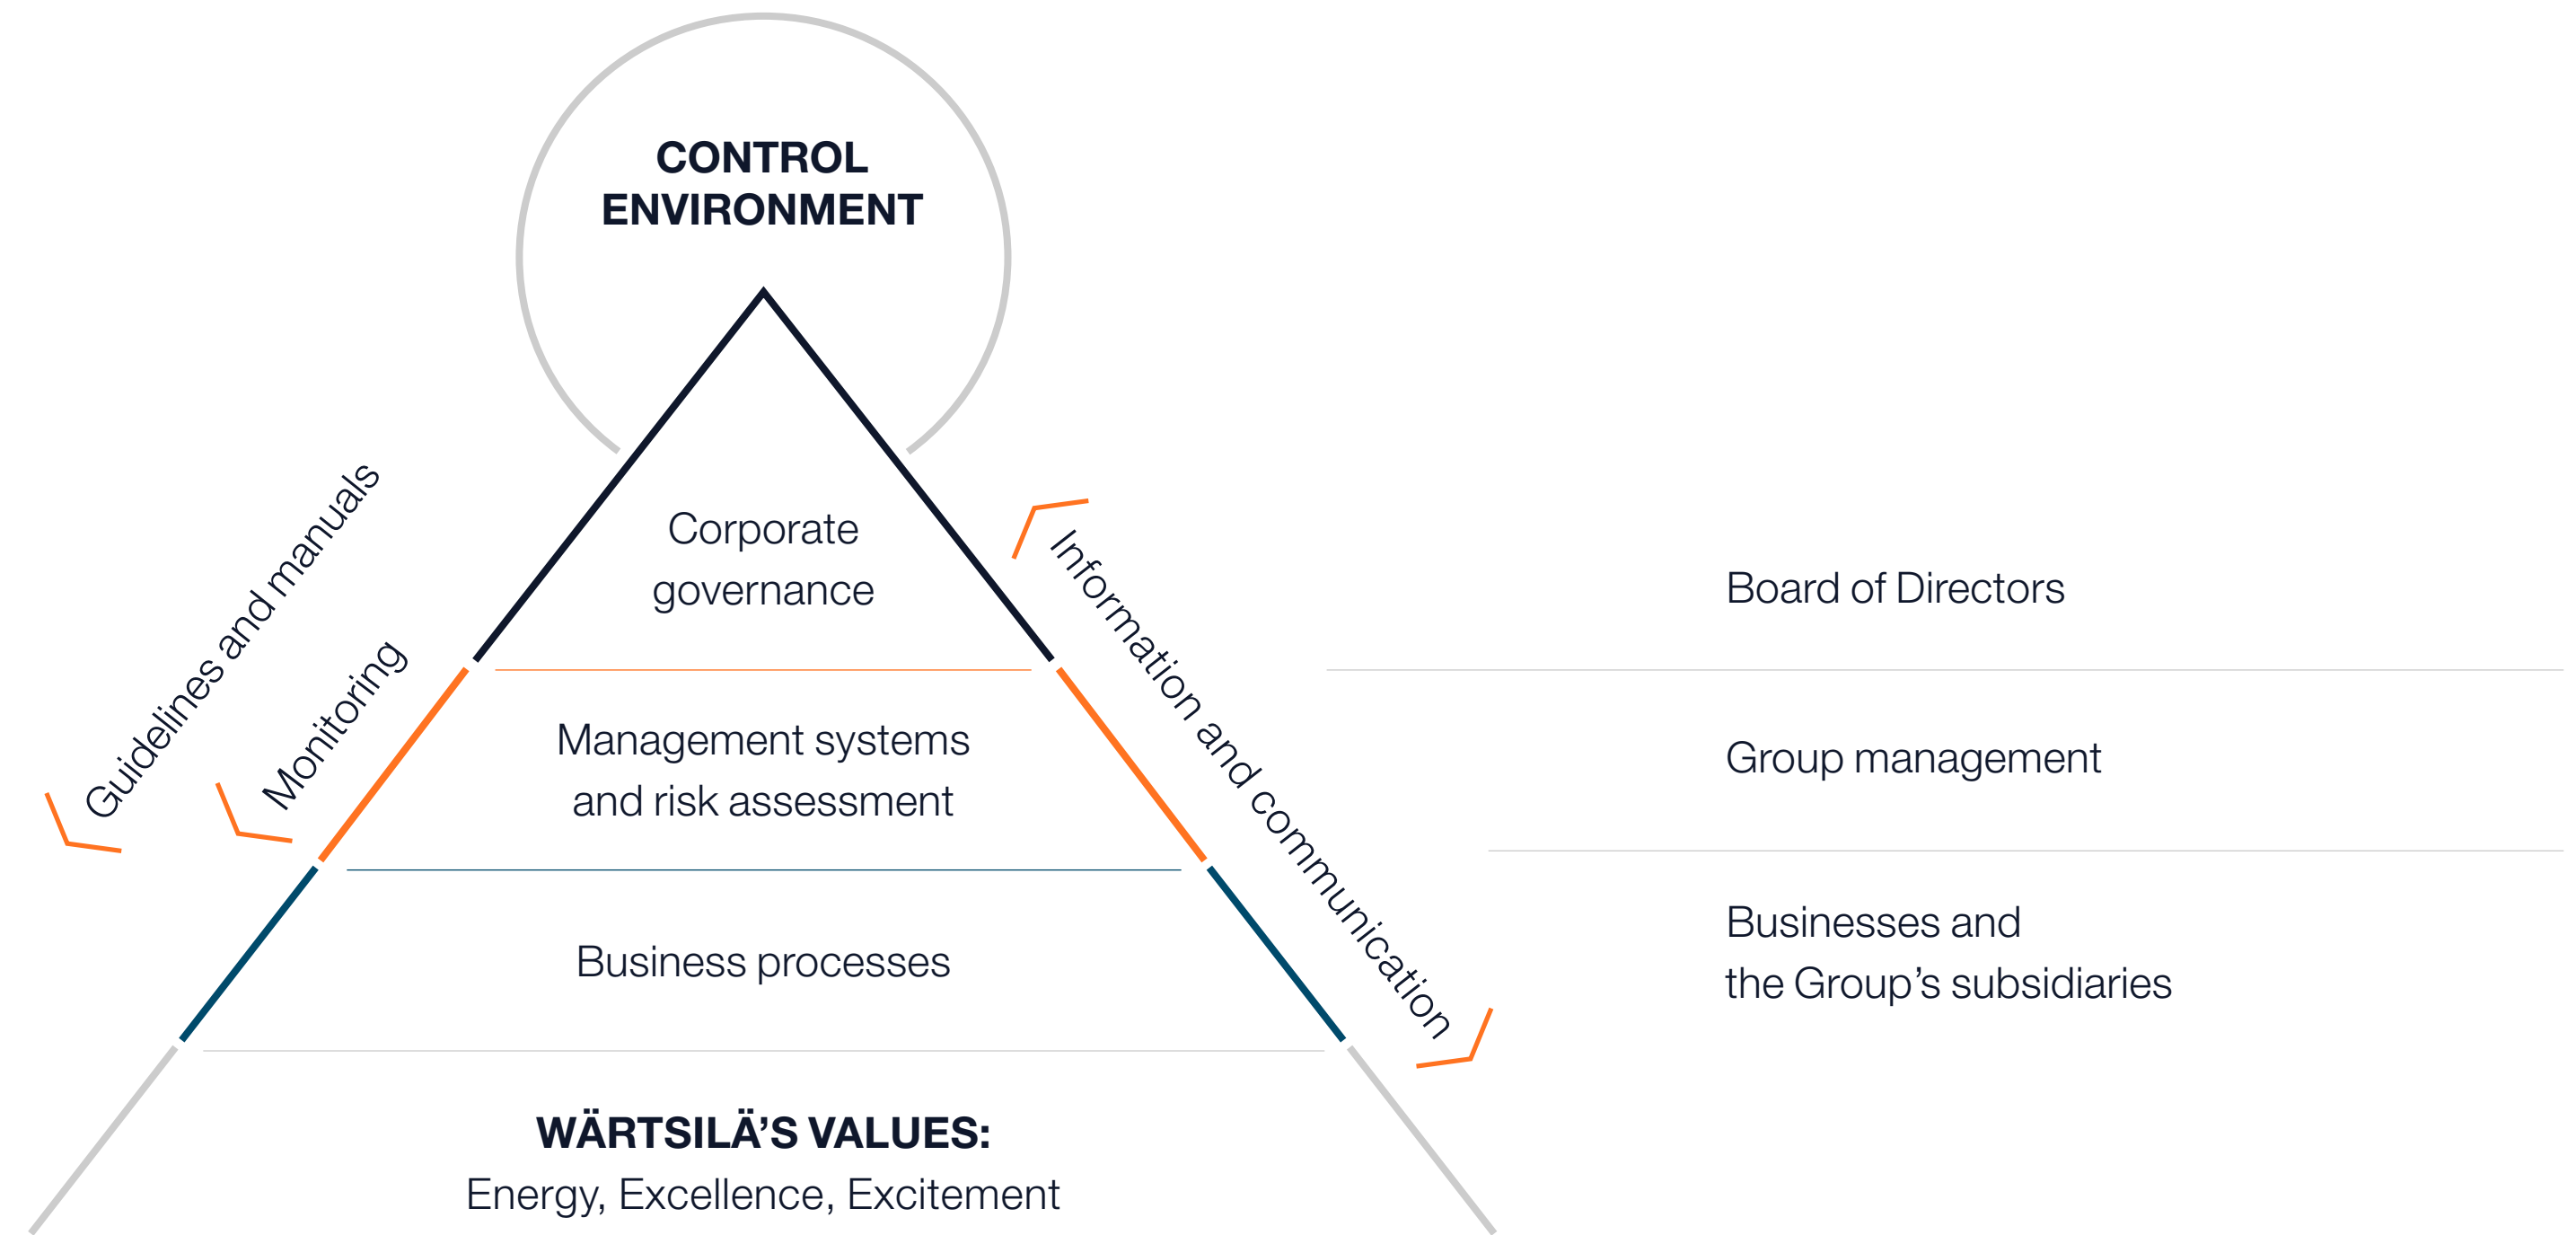 CONTROL
ENVIRONMENT
Corporate
governance
Management systems
and risk assessment
Business processes
WÄRTSILÄ’S VALUES:
Energy, Excellence, Excitement
Guidelines and manuals
Monitoring
Information and communication
Board of Directors
Group management
Businesses and
the Group’s subsidiaries